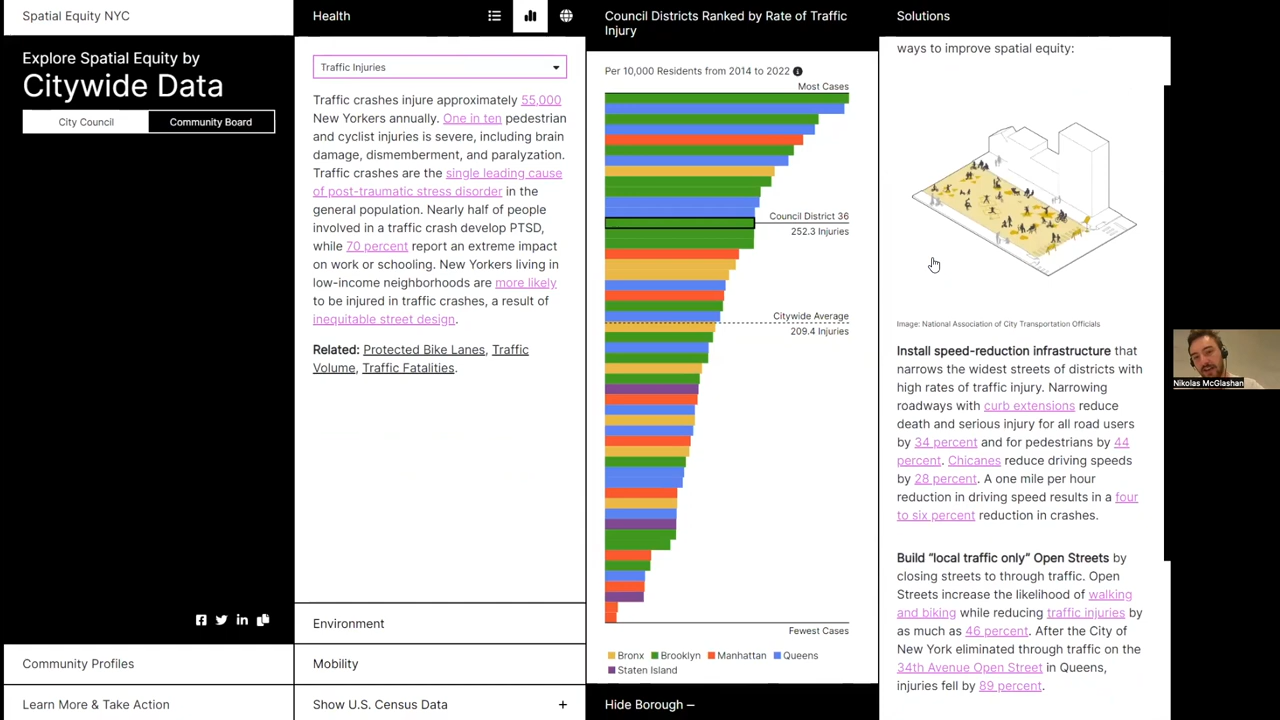 Spatial Equity NYC
Explore Spatial Equity by
Citywide Data
City Council
Community Board
Community Profiles
Learn More & Take Action
Health
Traffic Injuries
Traffic crashes injure approximately 55,000
New Yorkers annually. One in ten pedestrian
and cyclist injuries is severe, including brain
damage, dismemberment, and paralyzation.
Traffic crashes are the single leading cause
of post-traumatic stress disorder in the
general population. Nearly half of people
involved in a traffic crash develop PTSD,
while 70 percent report an extreme impact
on work or schooling. New Yorkers living in
low-income neighborhoods are more likely
to be injured in traffic crashes, a result of
inequitable street design.
Related: Protected Bike Lanes, Traffic
Volume, Traffic Fatalities.
Environment
Mobility
Show U.S. Census Data +
Council Districts Ranked by Rate of Traffic
Injury
Per 10,000 Residents from 2014 to 2022
Most Cases
Council District 36
252.3 Injuries
Citywide Average
209.4 Injuries
Fewest Cases
Bronx Brooklyn Manhattan Queens
Staten Island
Hide Borough –
Solutions
ways to improve spatial equity:
Image: National Association of City Transportation Officials
Install speed-reduction infrastructure that
narrows the widest streets of districts with
high rates of traffic injury. Narrowing
roadways with curb extensions reduce
death and serious injury for all road users
by 34 percent and for pedestrians by 44
percent. Chicanes reduce driving speeds
by 28 percent. A one mile per hour
reduction in driving speed results in a four
to six percent reduction in crashes.
Build “local traffic only” Open Streets by
closing streets to through traffic. Open
Streets increase the likelihood of walking
and biking while reducing traffic injuries by
as much as 46 percent. After the City of
New York eliminated through traffic on the
34th Avenue Open Street in Queens,
injuries fell by 89 percent.
Nikolas McGlashan